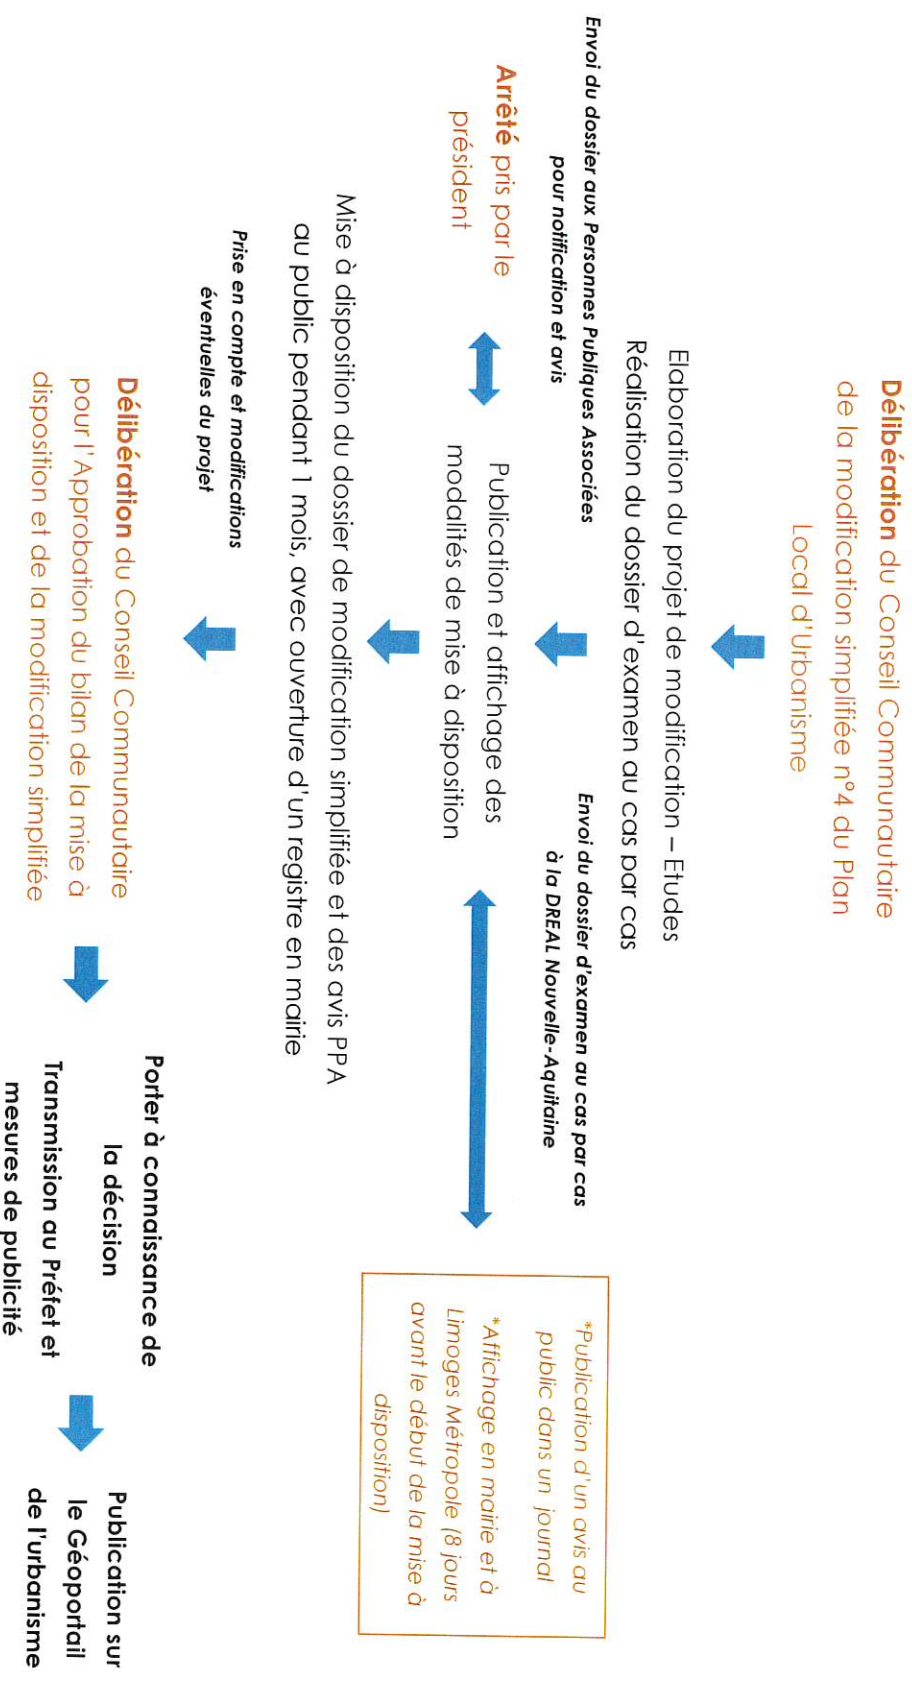 Délibération du Conseil Communautaire
de la modification simplifiée n°4 du Plan
Local d'Urbanisme
Elaboration du projet de modification – Etudes
Réalisation du dossier d'examen au cas par cas
Envoi du dossier aux Personnes Publiques Associées
pour notification et avis
Envoi du dossier d'examen au cas par cas
à la DREAL Nouvelle-Aquitaine
Arrêté pris par le
président
Publication et affichage des
modalités de mise à disposition
*Publication d'un avis au
public dans un journal
*Affichage en mairie et à
Limoges Métropole (8 jours
avant le début de la mise à
disposition)
Mise à disposition du dossier de modification simplifiée et des avis PPA
au public pendant 1 mois, avec ouverture d'un registre en mairie
Prise en compte et modifications
éventuelles du projet
Délibération du Conseil Communautaire
pour l'Approbation du bilan de la mise à
disposition et de la modification simplifiée
Porter à connaissance de
la décision
Transmission au Préfet et
mesures de publicité
Publication sur
le Géoportail
de l'urbanisme